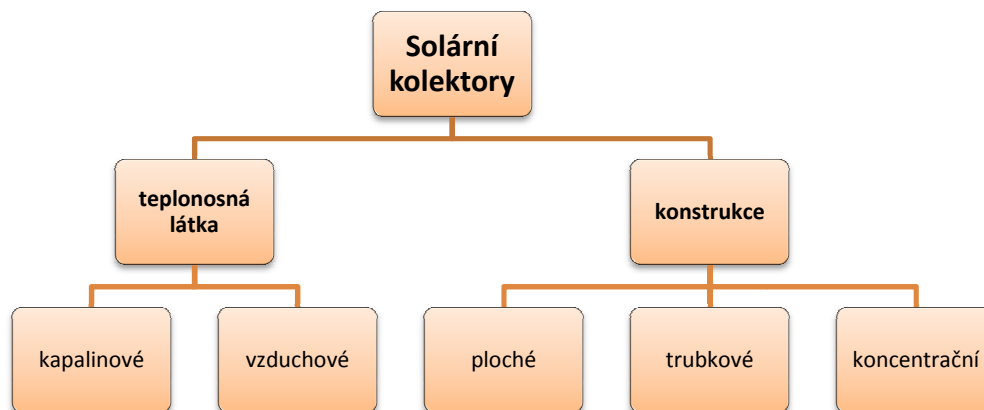 Solární
kolektory
teplonosná
látka
konstrukce
kapalinové
vzduchové
ploché
trubkové
koncentrační